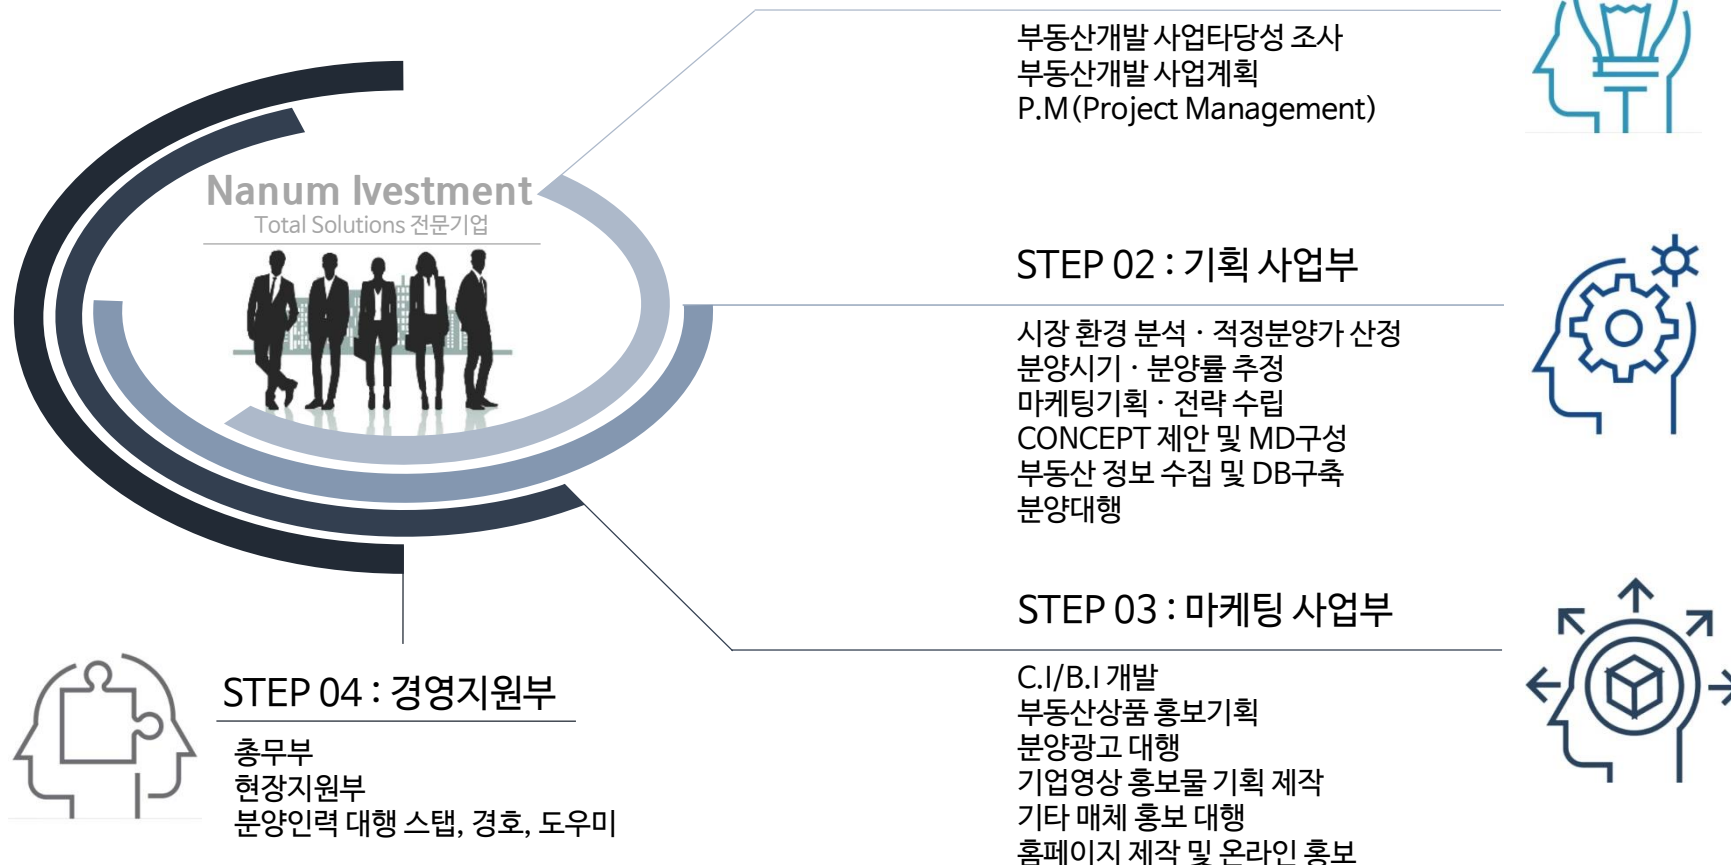 부동산개발 사업타당성 조사
부동산개발 사업계획
P.M(Project Management)
Nanum Ivestment
Total Solutions 전문기업
STEP 02 : 기획 사업부
시장 환경 분석 · 적정분양가 산정
분양시기 · 분양률 추정
마케팅기획 · 전략 수립
CONCEPT 제안 및 MD구성
부동산 정보 수집 및 DB구축
분양대행
STEP 03 : 마케팅 사업부
C.I/B.I 개발
부동산상품 홍보기획
분양광고 대행
기업영상 홍보물 기획 제작
기타 매체 홍보 대행
홈페이지 제작 및 온라인 홍보
STEP 04 : 경영지원부
총무부
현장지원부
분양인력 대행 스탭, 경호, 도우미